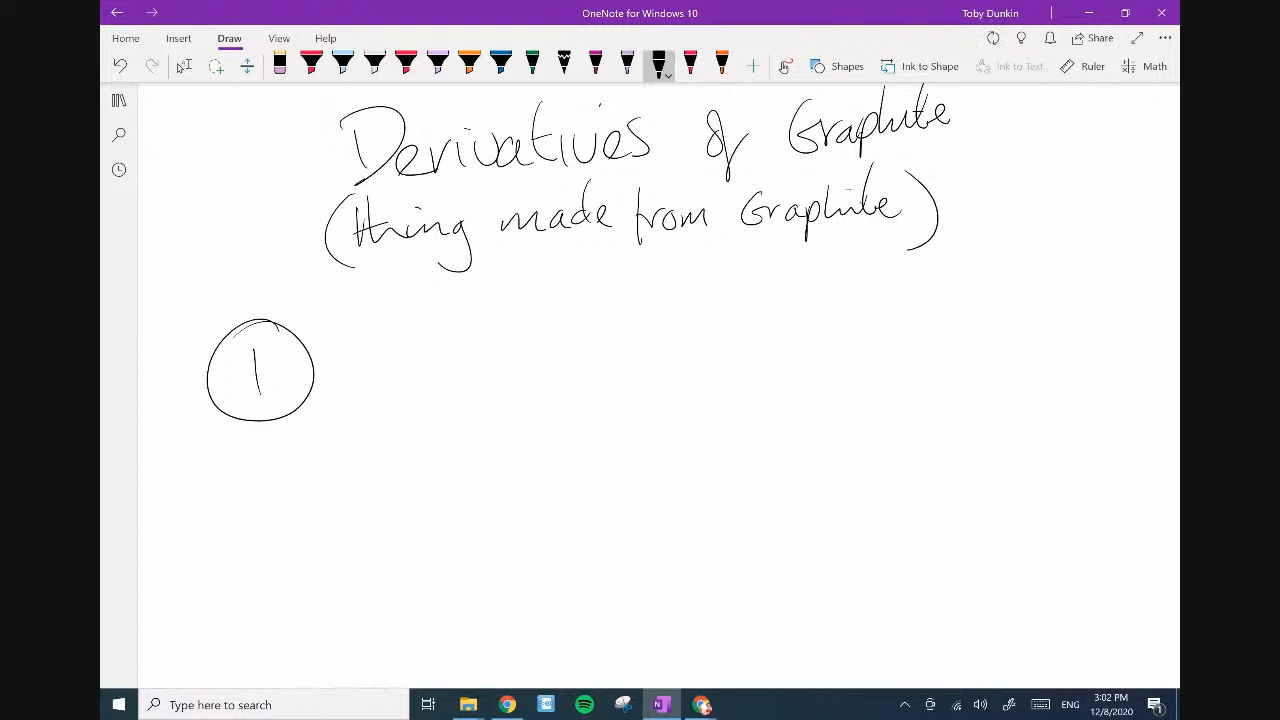 OneNote for Windows 10
Toby Dunkin
Home Insert Draw View Help
Share
Shapes Ink to Shape Ink to Text Ruler Math
Derivatives of Graphite
(thing made from Graphite)
1
Type here to search
ENG
3:02 PM
12/8/2020
1